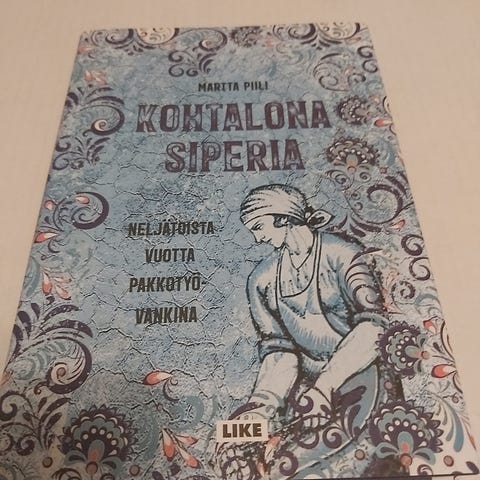 MARTTA PIILI
KOHTALONA
SIPERIA
NELJÄTOISTA
VUOTTA
PAKKOTYÖ-
VANKINA
LIKE